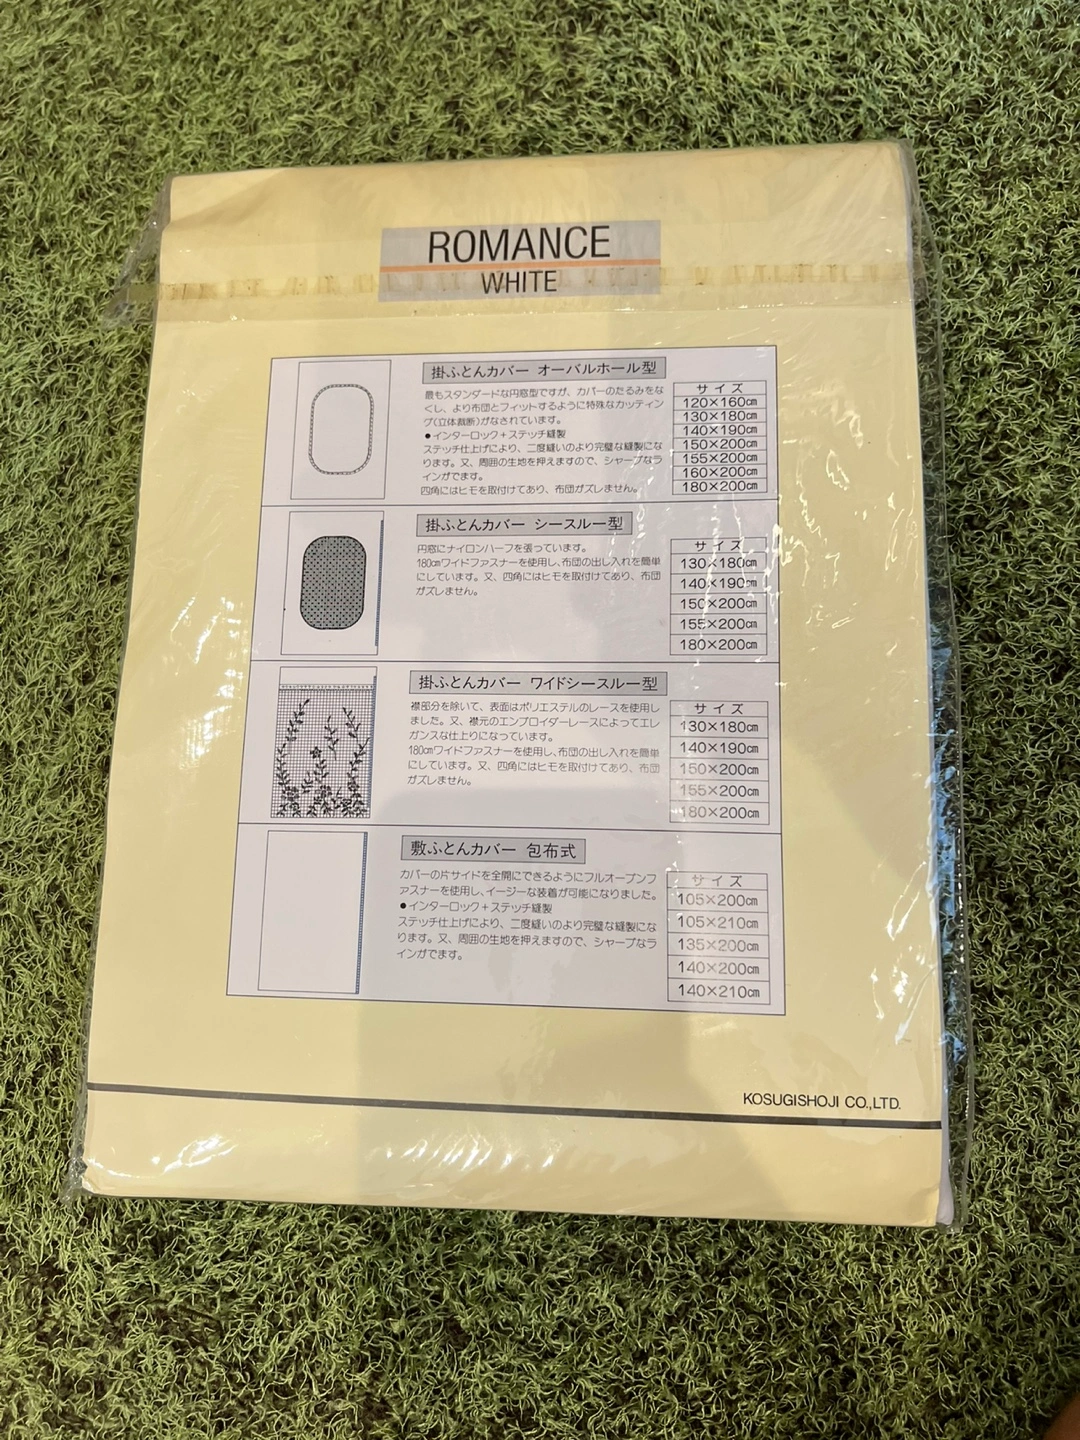 ROMANCE
WHITE
掛ふとんカバー オーバルホール型
最もスタンダードな円窓型ですが、カバーのたるみをな
くし、より布団とフィットするように特殊なカッティン
グ(立体裁断)がなされています。
●インターロック+ステッチ縫製
ステッチ仕上げにより、二度縫いのより完璧な縫製にな
ります。又、周囲の生地を押えますので、シャープなラ
インがでます。
四角にはヒモを取付けてあり、布団がズレません。
サイズ
120×160㎝
130×180㎝
140×190㎝
150×200㎝
155×200㎝
160×200㎝
180×200㎝
掛ふとんカバー シースルー型
円窓にナイロンハーフを張っています。
180㎝ワイドファスナーを使用し、布団の出し入れを簡単
にしています。又、四角にはヒモを取付けてあり、布団
がズレません。
サイズ
130×180㎝
140×190㎝
150×200㎝
155×200㎝
180×200㎝
掛ふとんカバー ワイドシースルー型
襟部分を除いて、表面はポリエステルのレースを使用し
ました。又、襟元のエンブロイダーレースによってエレ
ガンスな仕上りになっています。
180㎝ワイドファスナーを使用し、布団の出し入れを簡単
にしています。又、四角にはヒモを取付けてあり、布団
がズレません。
サイズ
130×180㎝
140×190㎝
150×200㎝
155×200㎝
180×200㎝
敷ふとんカバー 包布式
カバーの片サイドを全開にできるようにフルオープンフ
ァスナーを使用し、イージーな装着が可能になりました。
●インターロック+ステッチ縫製
ステッチ仕上げにより、二度縫いのより完璧な縫製にな
ります。又、周囲の生地を押えますので、シャープなラ
インがでます。
サイズ
105×200㎝
105×210㎝
135×200㎝
140×200㎝
140×210㎝
KOSUGISHOJI CO.,LTD.